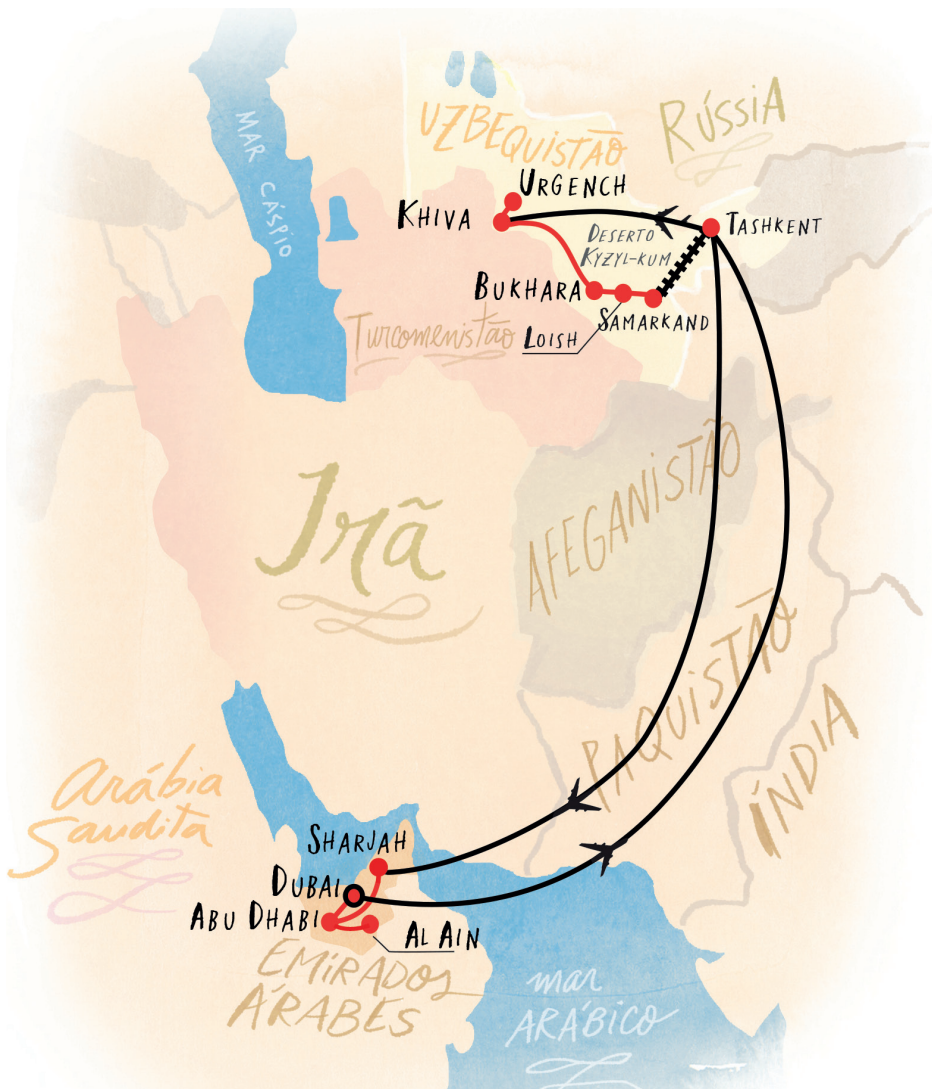 MAR CÁSPIO
UZBEQUISTÃO
RÚSSIA
URGENCH
KHIVA
TASHKENT
DESERTO
KYZYL-KUM
BUKHARA
SAMARKAND
LOISH
Turcomenistão
Irã
AFEGANISTÃO
PAQUISTÃO
ÍNDIA
Arábia
Saudita
SHARJAH
DUBAI
ABU DHABI
AL AIN
EMIRADOS
ÁRABES
mar
ARÁBICO